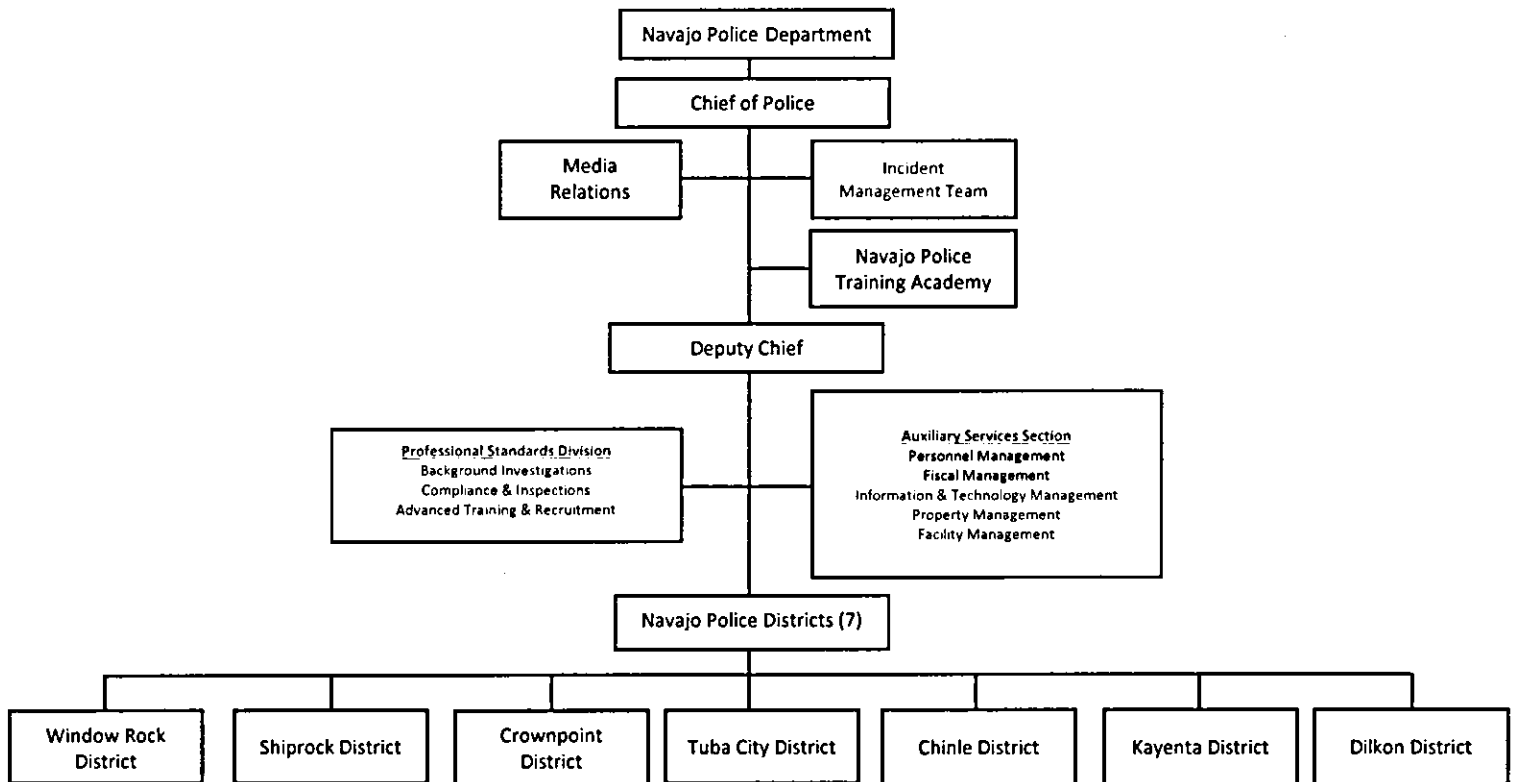 Navajo Police Department
Chief of Police
Media
Relations
Incident
Management Team
Navajo Police
Training Academy
Deputy Chief
Professional Standards Division
Background Investigations
Compliance & Inspections
Advanced Training & Recruitment
Auxiliary Services Section
Personnel Management
Fiscal Management
Information & Technology Management
Property Management
Facility Management
Navajo Police Districts (7)
Window Rock
District
Shiprock District
Crownpoint
District
Tuba City District
Chinle District
Kayenta District
Dilkon District